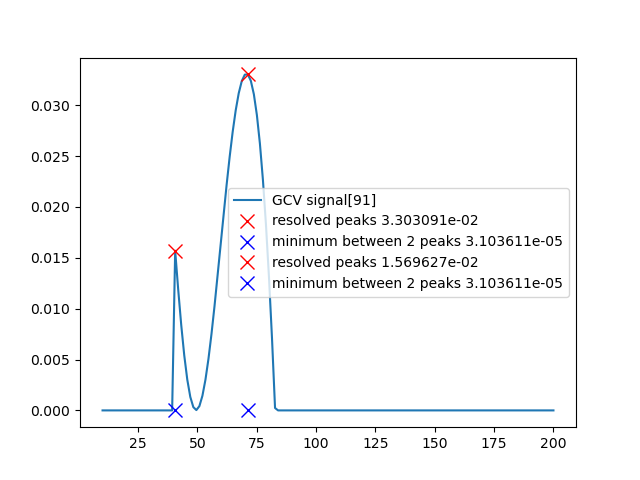 0.030
0.025
0.020
0.015
0.010
0.005
0.000
GCV signal[91]
resolved peaks 3.303091e-02
minimum between 2 peaks 3.103611e-05
resolved peaks 1.569627e-02
minimum between 2 peaks 3.103611e-05
25 50 75 100 125 150 175 200